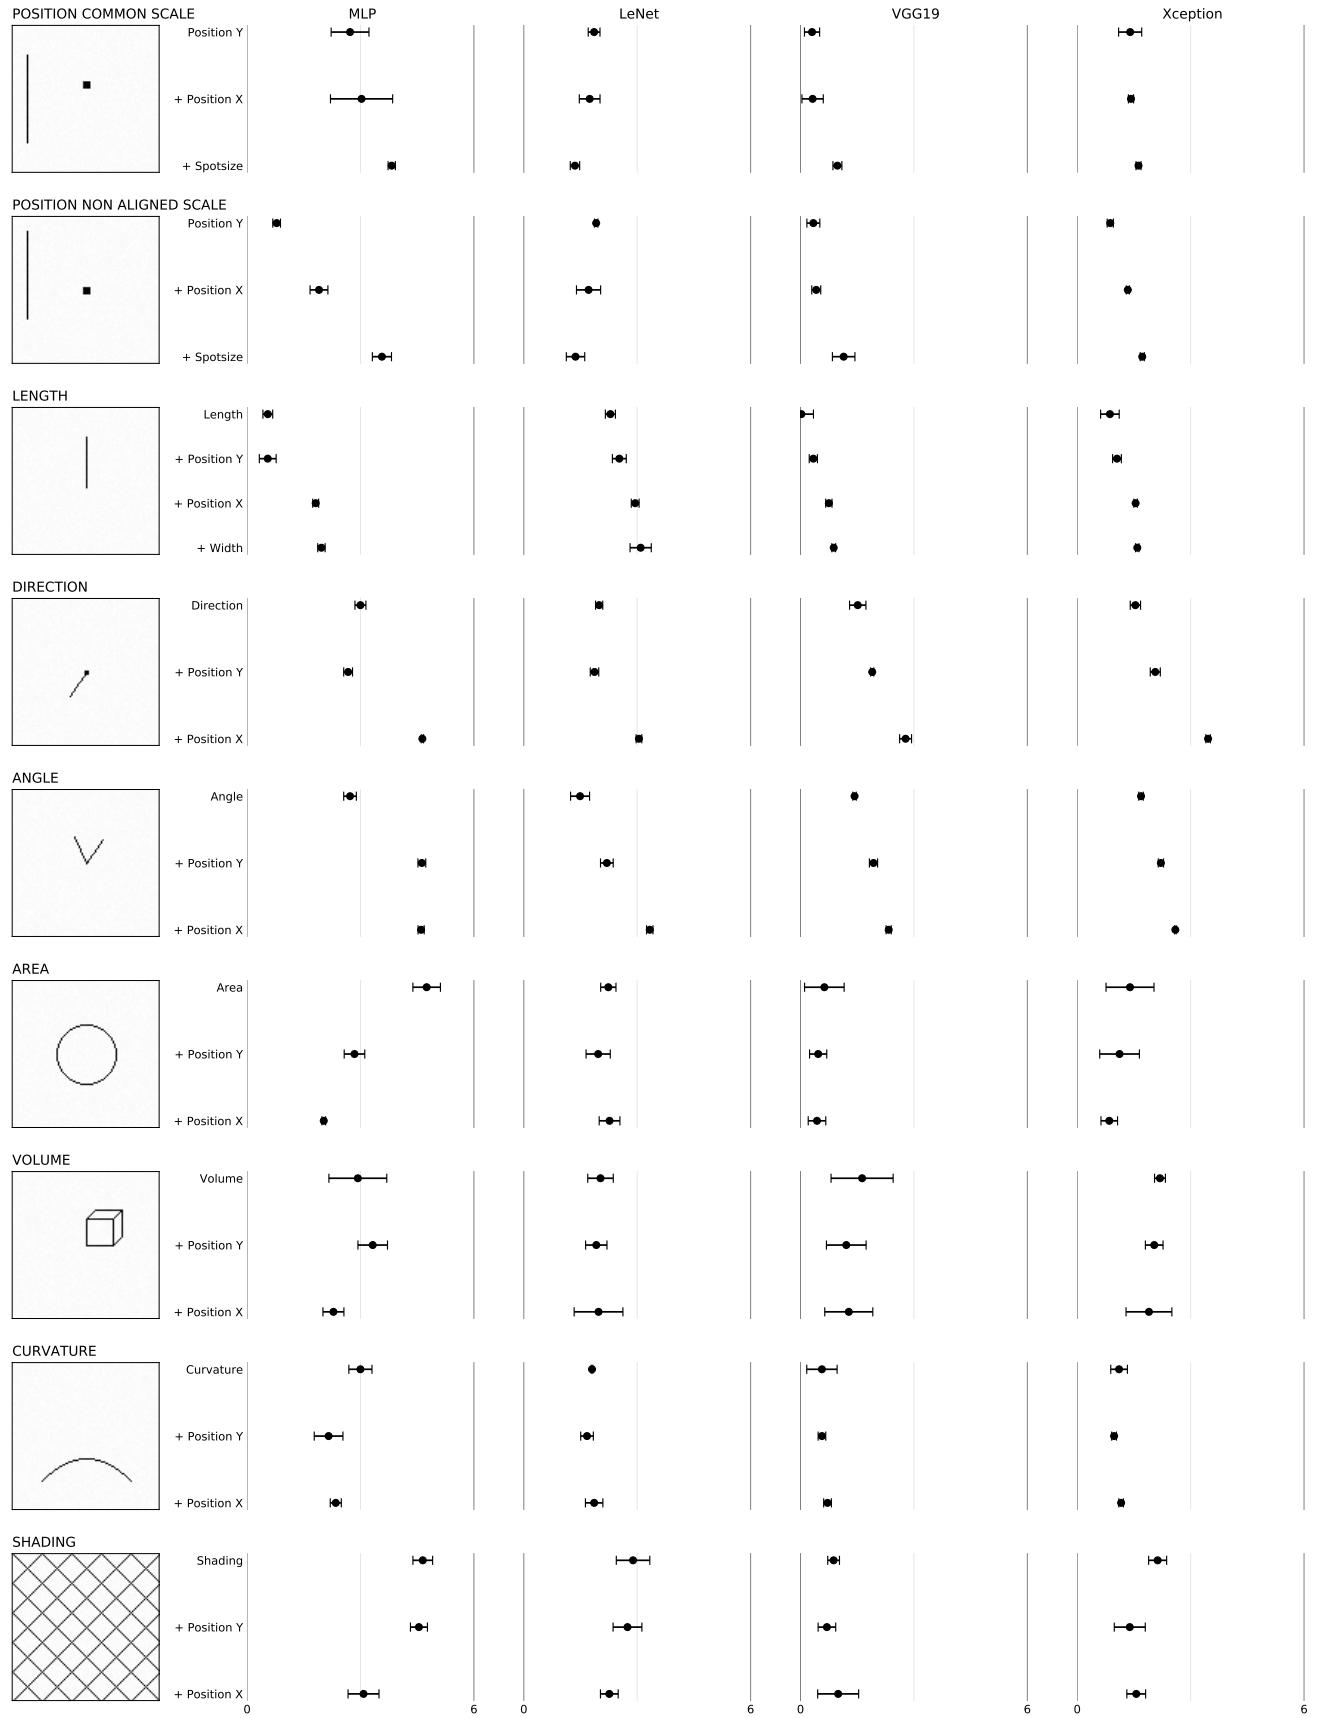 POSITION COMMON SCALE
MLP
LeNet
VGG19
Xception
Position Y
+ Position X
+ Spotsize
POSITION NON ALIGNED SCALE
Position Y
+ Position X
+ Spotsize
LENGTH
Length
+ Position Y
+ Position X
+ Width
DIRECTION
Direction
+ Position Y
+ Position X
ANGLE
Angle
+ Position Y
+ Position X
AREA
Area
+ Position Y
+ Position X
VOLUME
Volume
+ Position Y
+ Position X
CURVATURE
Curvature
+ Position Y
+ Position X
SHADING
Shading
+ Position Y
+ Position X
0 6 0 6 0 6 0 6